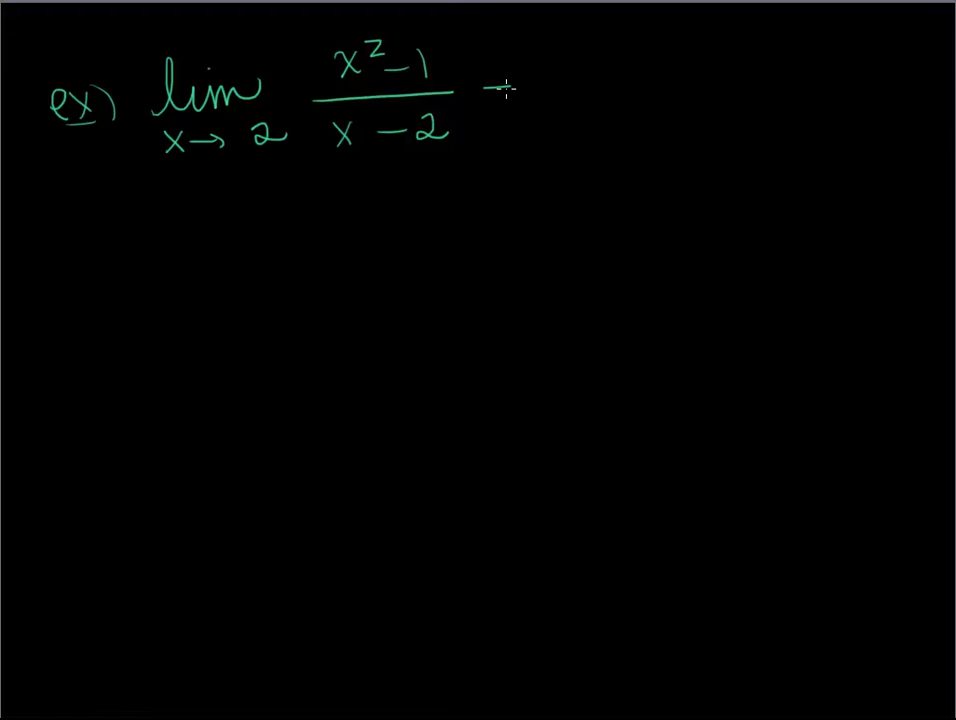 ex) lim x→2 (x² - 1)/(x - 2) -